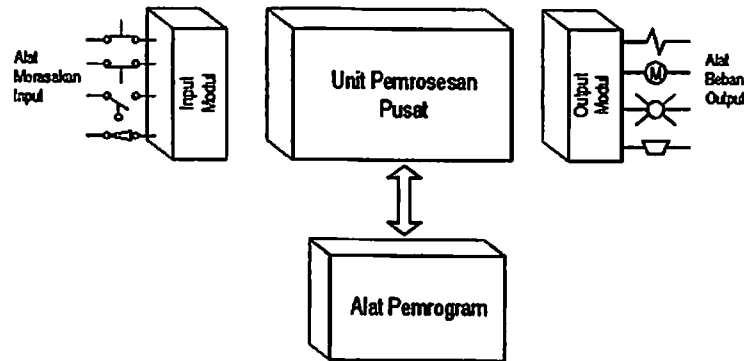 Alat
Merasakan
Input
Input
Modul
Unit Pemrosesan
Pusat
Output
Modul
M
Alat
Beban
Output
Alat Pemrogram